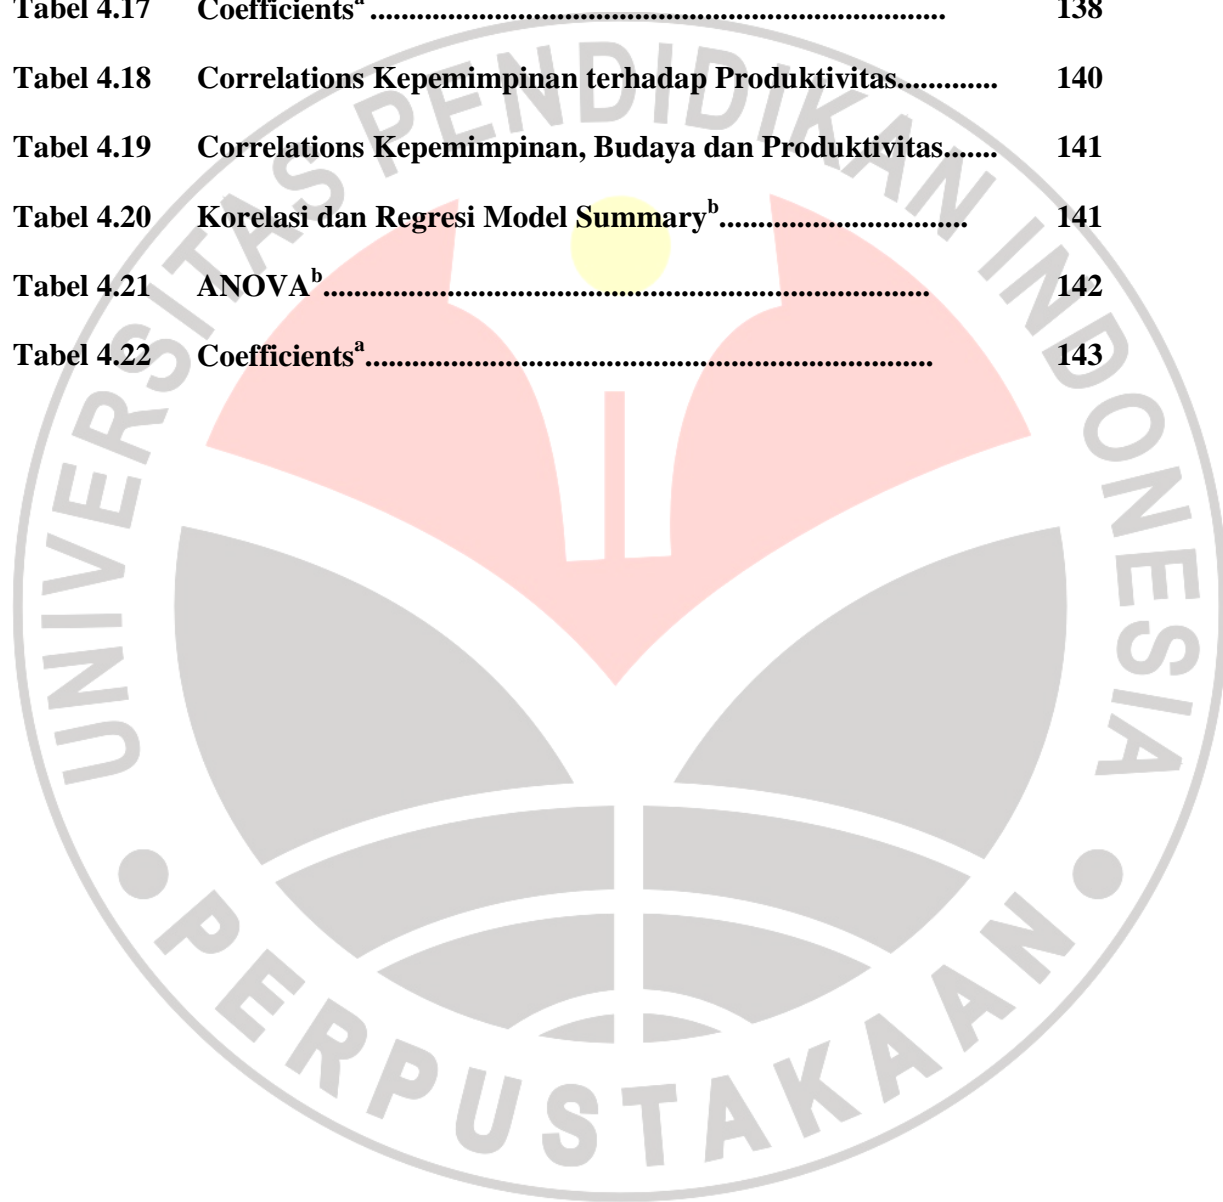 Tabel 4.17 Coefficientsᵃ ........................................................................... 138
Tabel 4.18 Correlations Kepemimpinan terhadap Produktivitas............. 140
Tabel 4.19 Correlations Kepemimpinan, Budaya dan Produktivitas....... 141
Tabel 4.20 Korelasi dan Regresi Model Summaryᵇ................................ 141
Tabel 4.21 ANOVAᵇ............................................................................... 142
Tabel 4.22 Coefficientsᵃ.......................................................................... 143
UNIVERSITAS PENDIDIKAN INDONESIA
PERPUSTAKAAN